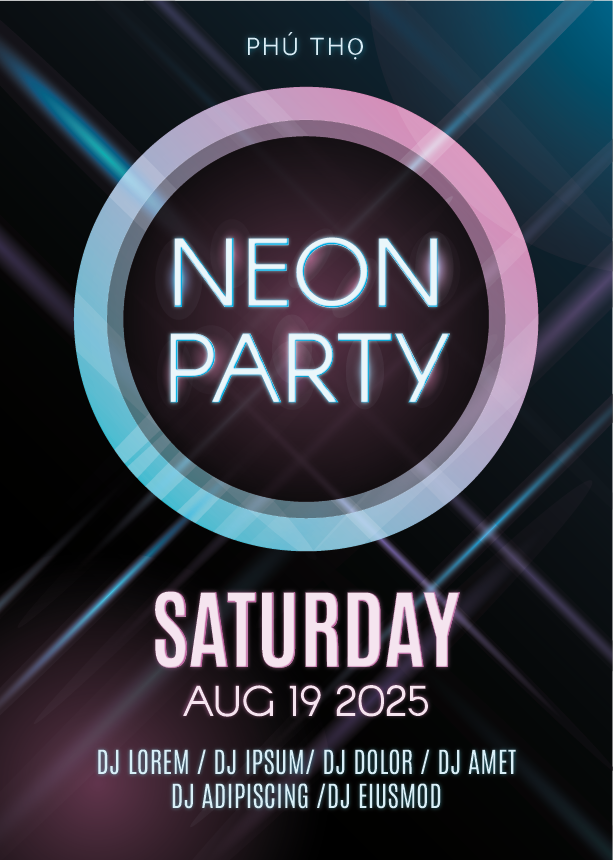 PHÚ THỌ
NEON
PARTY
SATURDAY
AUG 19 2025
DJ LOREM / DJ IPSUM/ DJ DOLOR / DJ AMET
DJ ADIPISCING /DJ EIUSMOD